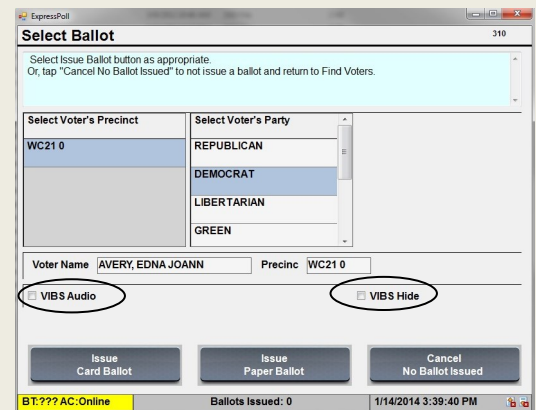 ExpressPoll
Select Ballot
310
Select Issue Ballot button as appropriate.
Or, tap "Cancel No Ballot Issued" to not issue a ballot and return to Find Voters.
Select Voter's Precinct
Select Voter's Party
WC21 0
REPUBLICAN
DEMOCRAT
LIBERTARIAN
GREEN
Voter Name AVERY, EDNA JOANN Precinc WC21 0
VIBS Audio
VIBS Hide
Issue
Card Ballot
Issue
Paper Ballot
Cancel
No Ballot Issued
BT:??? AC:Online Ballots Issued: 0 1/14/2014 3:39:40 PM